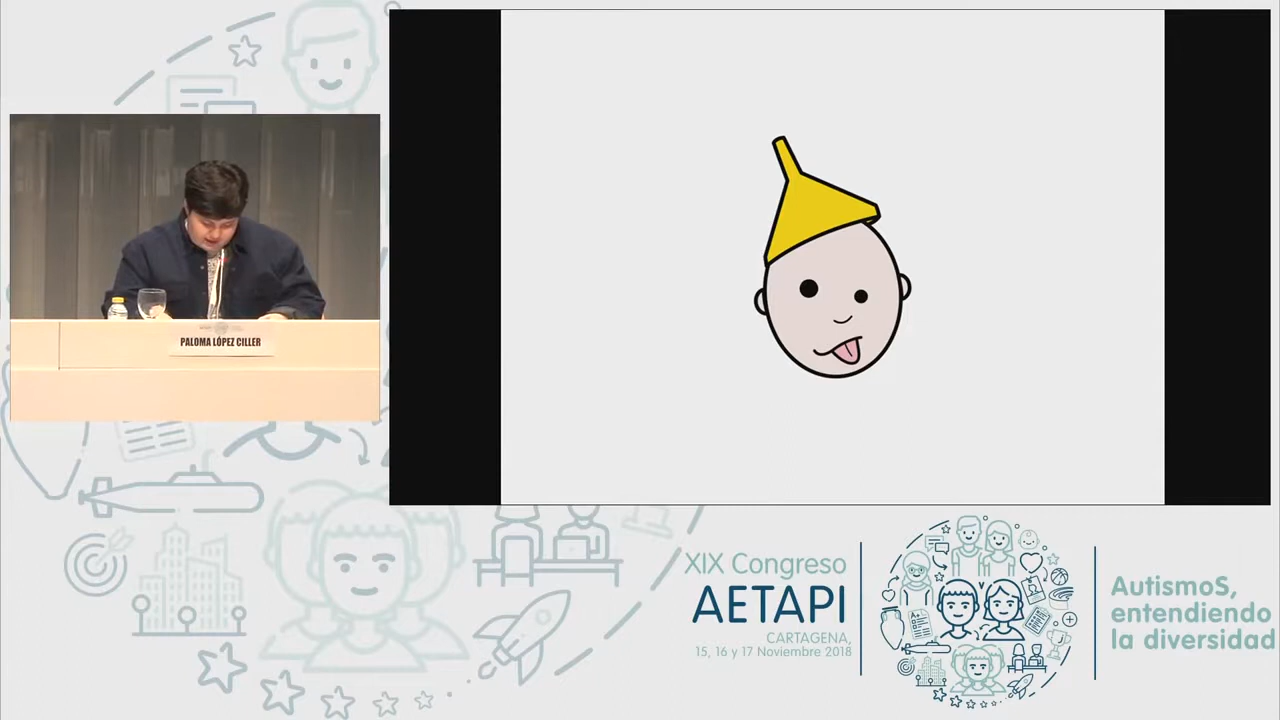 PALOMA LÓPEZ CILLER
XIX Congreso
AETAPI
CARTAGENA,
15, 16 y 17 Noviembre 2018
AutismoS,
entendiendo
la diversidad